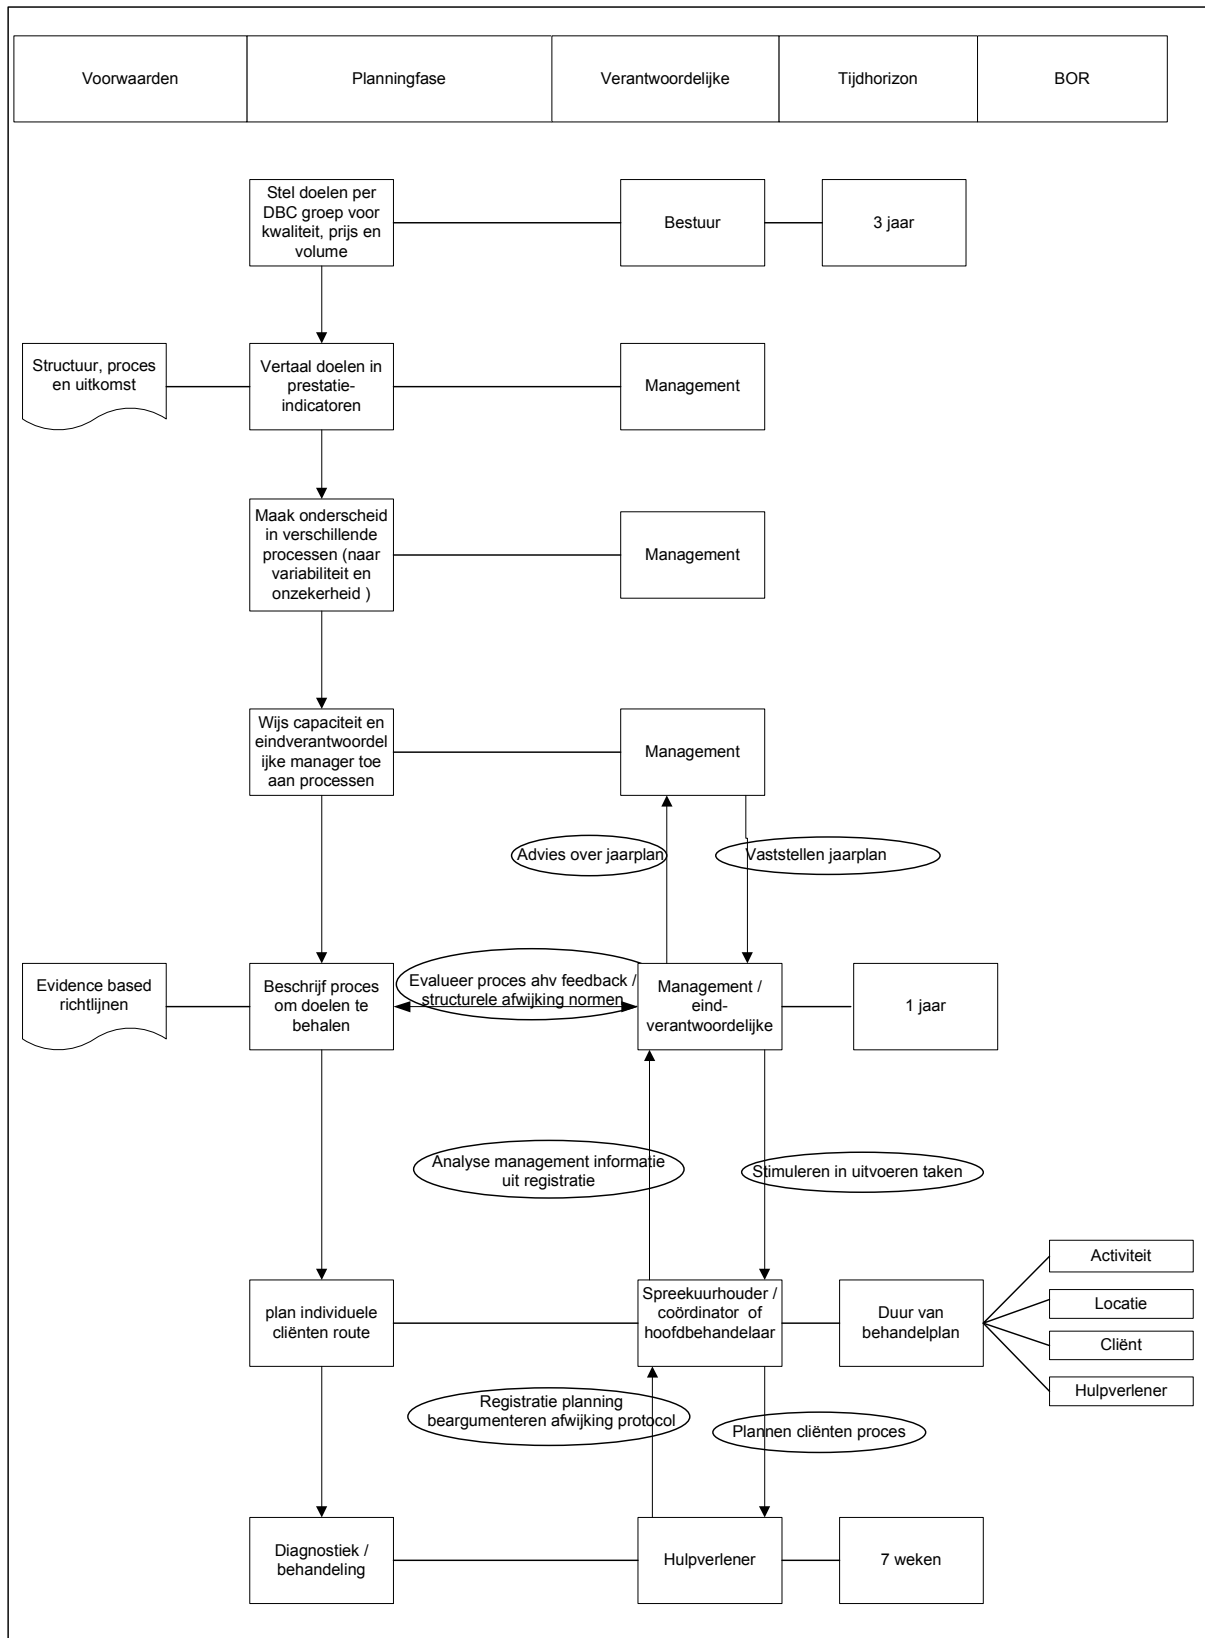 Voorwaarden
Planningfase
Verantwoordelijke
Tijdhorizon
BOR
Stel doelen per
DBC groep voor
kwaliteit, prijs en
volume
Bestuur
3 jaar
Structuur, proces
en uitkomst
Vertaal doelen in
prestatie-
indicatoren
Management
Maak onderscheid
in verschillende
processen (naar
variabiliteit en
onzekerheid )
Management
Wijs capaciteit en
eindverantwoordel
ijke manager toe
aan processen
Management
Advies over jaarplan
Vaststellen jaarplan
Evidence based
richtlijnen
Beschrijf proces
om doelen te
behalen
Evalueer proces ahv feedback /
structurele afwijking normen
Management /
eind-
verantwoordelijke
1 jaar
Analyse management informatie
uit registratie
Stimuleren in uitvoeren taken
plan individuele
cliënten route
Spreekuurhouder /
coördinator of
hoofdbehandelaar
Duur van
behandelplan
Activiteit
Locatie
Cliënt
Hulpverlener
Registratie planning
beargumenteren afwijking protocol
Plannen cliënten proces
Diagnostiek /
behandeling
Hulpverlener
7 weken